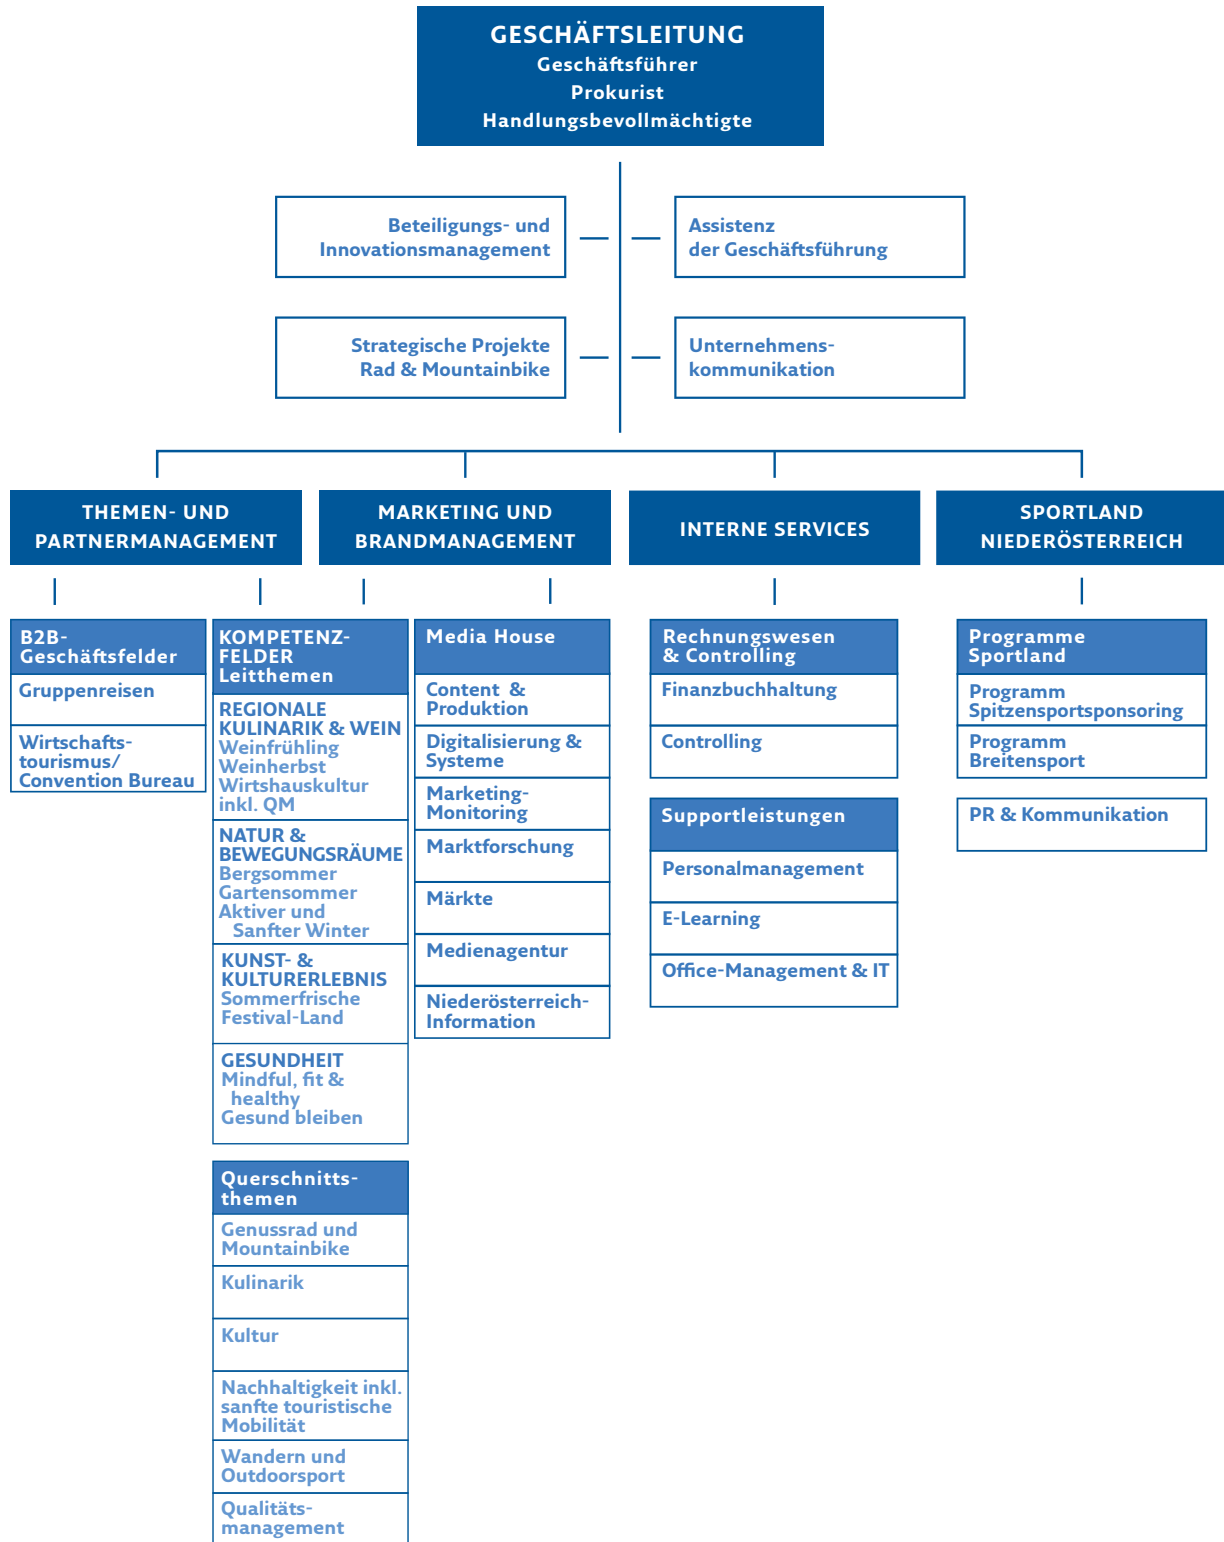 GESCHÄFTSLEITUNG
Geschäftsführer
Prokurist
Handlungsbevollmächtigte
Beteiligungs- und
Innovationsmanagement
Assistenz
der Geschäftsführung
Strategische Projekte
Rad & Mountainbike
Unternehmens-
kommunikation
THEMEN- UND
PARTNERMANAGEMENT
MARKETING UND
BRANDMANAGEMENT
INTERNE SERVICES
SPORTLAND
NIEDERÖSTERREICH
B2B-
Geschäftsfelder
Gruppenreisen
Wirtschafts-
tourismus/
Convention Bureau
KOMPETENZ-
FELDER
Leitthemen
REGIONALE
KULINARIK & WEIN
Weinfrühling
Weinherbst
Wirtshauskultur
inkl. QM
NATUR &
BEWEGUNGSRÄUME
Bergsommer
Gartensommer
Aktiver und
Sanfter Winter
KUNST- &
KULTURERLEBNIS
Sommerfrische
Festival-Land
GESUNDHEIT
Mindful, fit &
healthy
Gesund bleiben
Querschnitts-
themen
Genussrad und
Mountainbike
Kulinarik
Kultur
Nachhaltigkeit inkl.
sanfte touristische
Mobilität
Wandern und
Outdoorsport
Qualitäts-
management
Media House
Content &
Produktion
Digitalisierung &
Systeme
Marketing-
Monitoring
Marktforschung
Märkte
Medienagentur
Niederösterreich-
Information
Rechnungswesen
& Controlling
Finanzbuchhaltung
Controlling
Supportleistungen
Personalmanagement
E-Learning
Office-Management & IT
Programme
Sportland
Programm
Spitzensportsponsoring
Programm
Breitensport
PR & Kommunikation